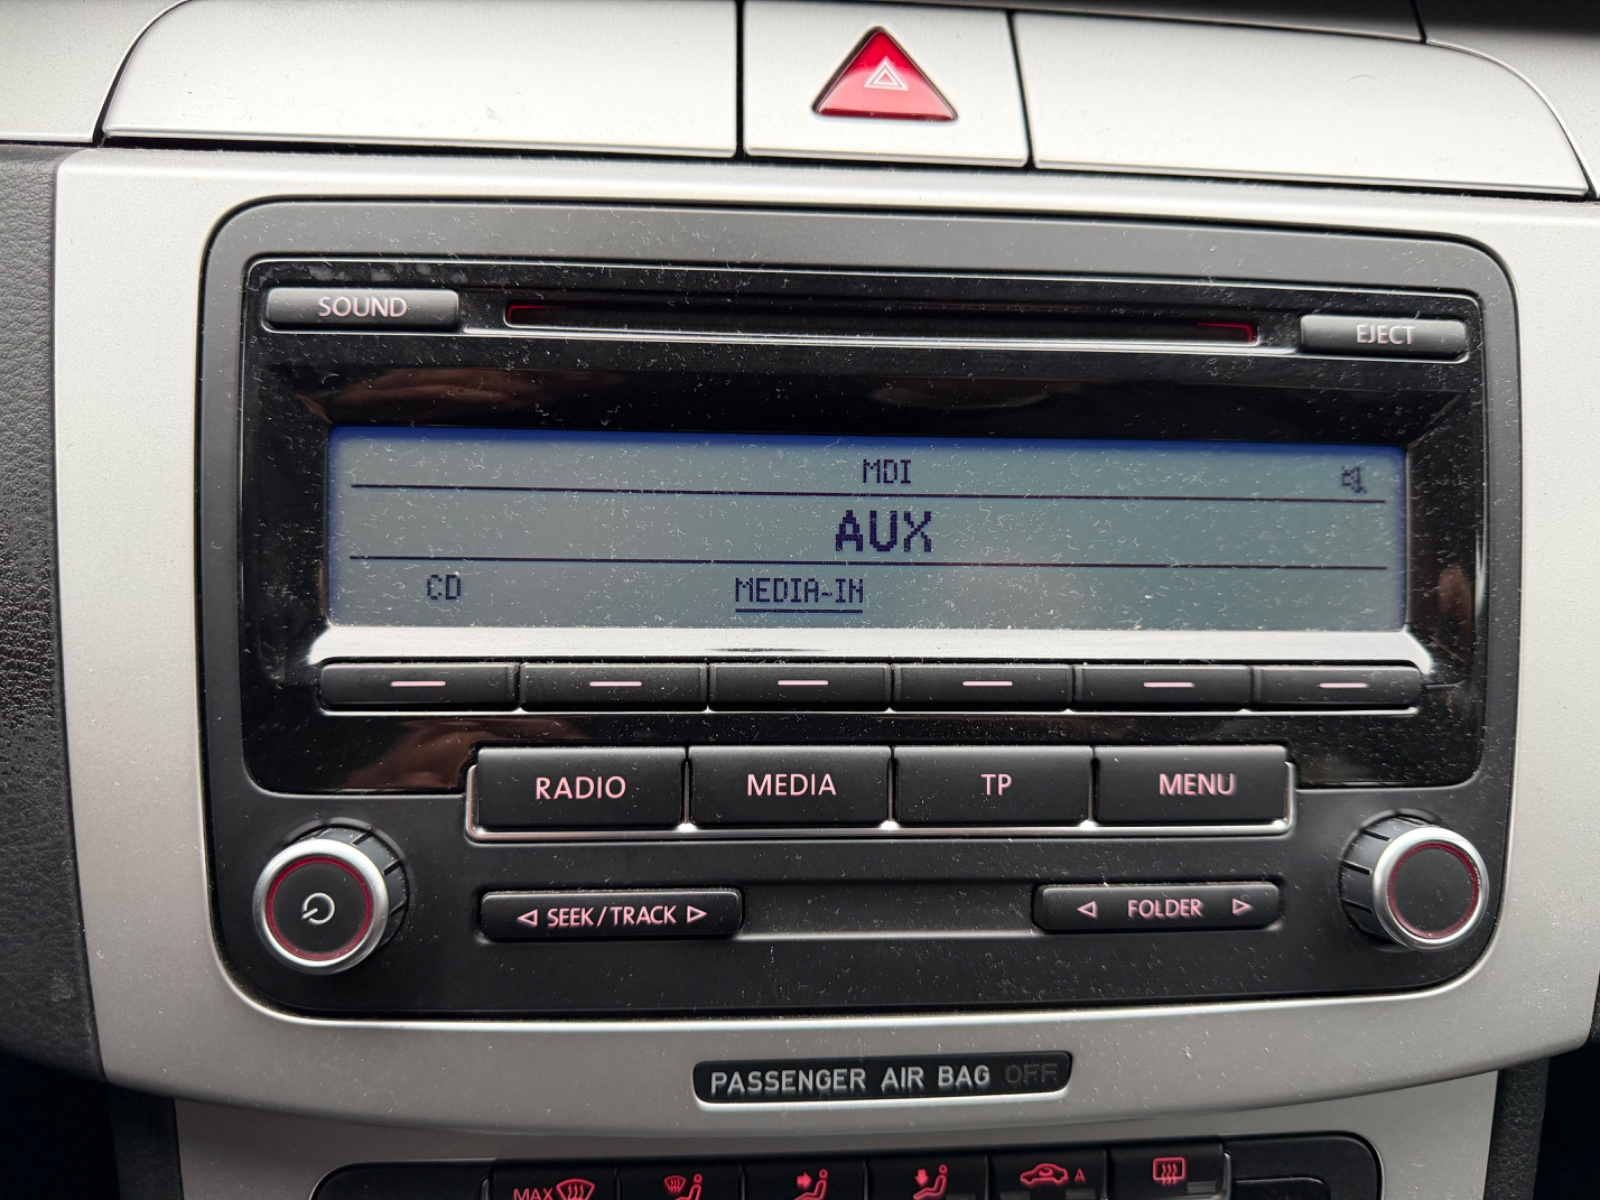 SOUND
EJECT
MDI
AUX
CD MEDIA-IN
RADIO MEDIA TP MENU
SEEK/TRACK FOLDER
PASSENGER AIR BAG OFF
MAX A